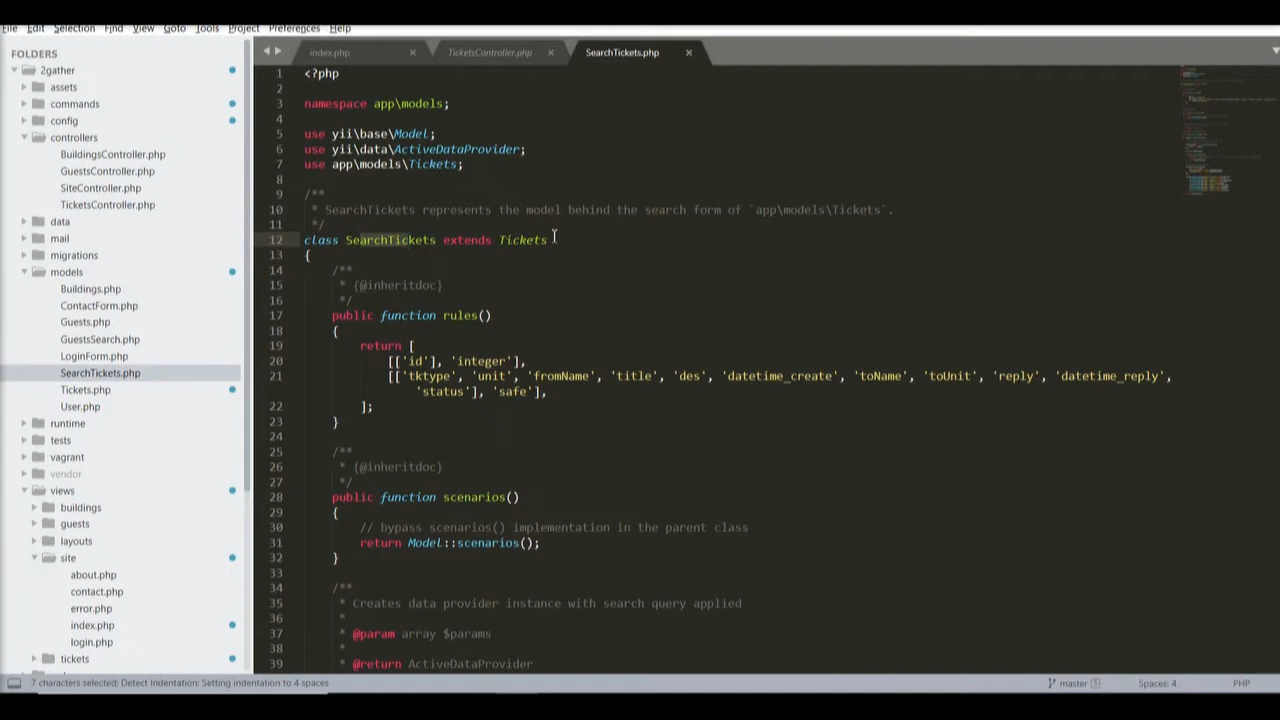 File Edit Selection Find View Goto Tools Project Preferences Help
FOLDERS
2gather
assets
commands
config
controllers
BuildingsController.php
GuestsController.php
SiteController.php
TicketsController.php
data
mail
migrations
models
Buildings.php
ContactForm.php
Guests.php
GuestsSearch.php
LoginForm.php
SearchTickets.php
Tickets.php
User.php
runtime
tests
vagrant
vendor
views
buildings
guests
layouts
site
about.php
contact.php
error.php
index.php
login.php
tickets
index.php TicketsController.php SearchTickets.php
1 <?php
2
3 namespace app\models;
4
5 use yii\base\Model;
6 use yii\data\ActiveDataProvider;
7 use app\models\Tickets;
8
9 /**
10 * SearchTickets represents the model behind the search form of `app\models\Tickets`.
11 */
12 class SearchTickets extends Tickets
13 {
14 /**
15 * {@inheritdoc}
16 */
17 public function rules()
18 {
19 return [
20 [['id'], 'integer'],
21 [['tktype', 'unit', 'fromName', 'title', 'des', 'datetime_create', 'toName', 'toUnit', 'reply', 'datetime_reply',
'status'], 'safe'],
22 ];
23 }
24
25 /**
26 * {@inheritdoc}
27 */
28 public function scenarios()
29 {
30 // bypass scenarios() implementation in the parent class
31 return Model::scenarios();
32 }
33
34 /**
35 * Creates data provider instance with search query applied
36 *
37 * @param array $params
38 *
39 * @return ActiveDataProvider
7 characters selected; Detect Indentation: Setting indentation to 4 spaces
master Spaces: 4 PHP